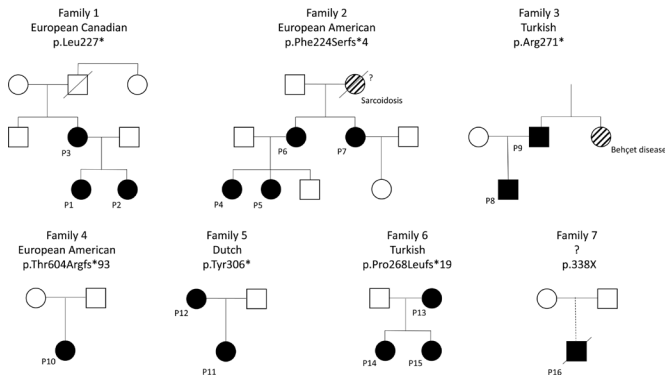 Family 1
European Canadian
p.Leu227*
Family 2
European American
p.Phe224Serfs*4
Family 3
Turkish
p.Arg271*
?
Sarcoidosis
P3
P6
P7
P9
Behçet disease
P1
P2
P4
P5
P8
Family 4
European American
p.Thr604Argfs*93
Family 5
Dutch
p.Tyr306*
Family 6
Turkish
p.Pro268Leufs*19
Family 7
?
p.338X
P12
P13
P10
P11
P14
P15
P16